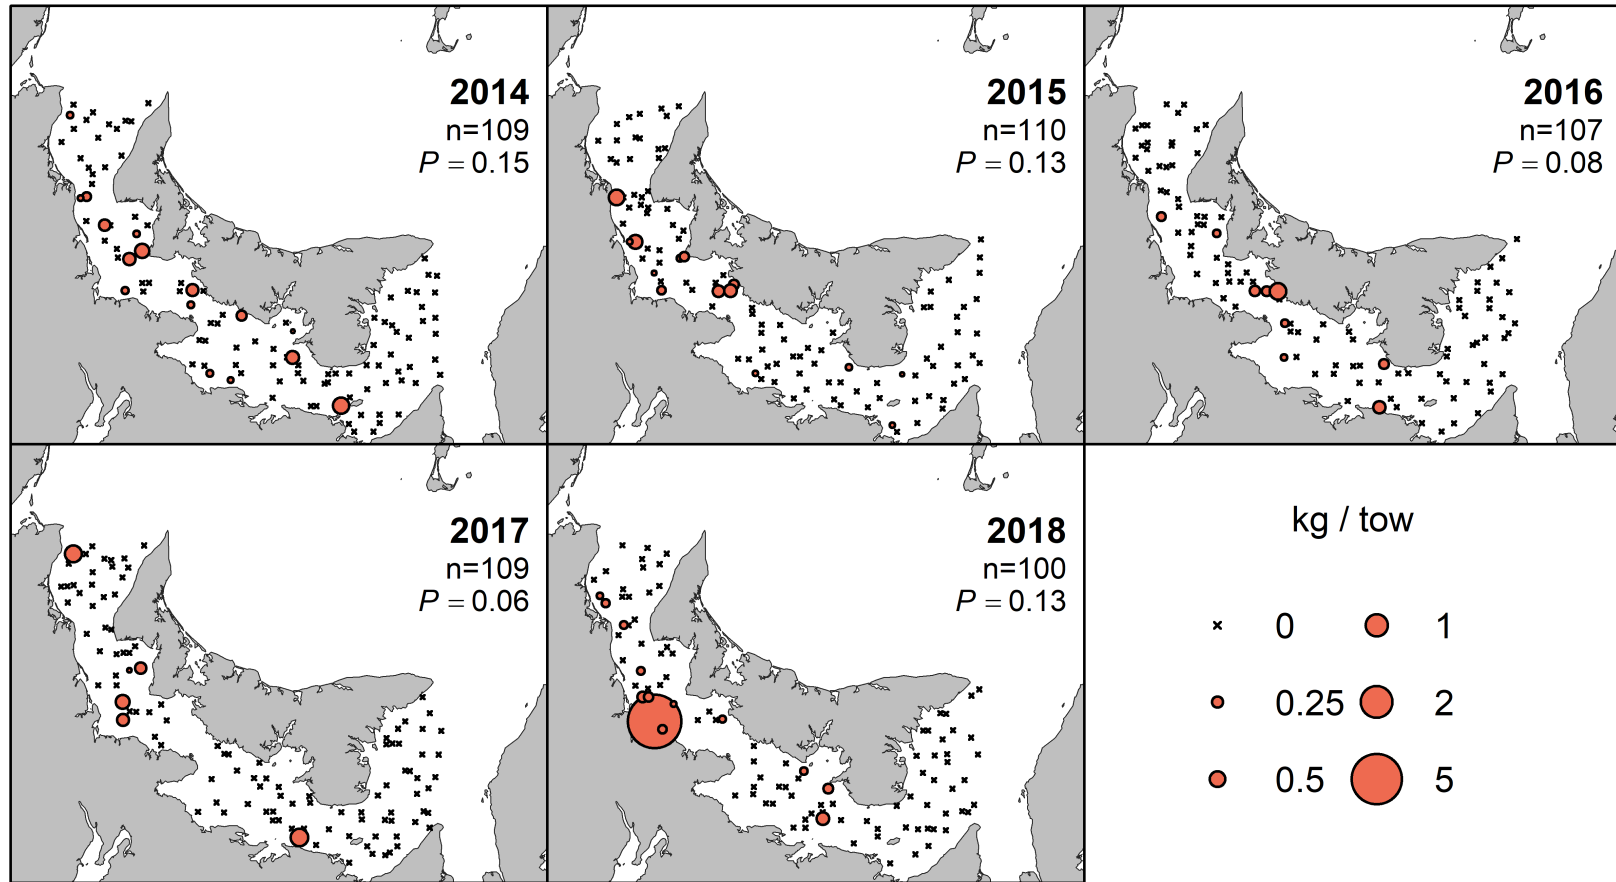 2014
n=109
P = 0.15
2015
n=110
P = 0.13
2016
n=107
P = 0.08
2017
n=109
P = 0.06
2018
n=100
P = 0.13
kg / tow
0 1
0.25 2
0.5 5